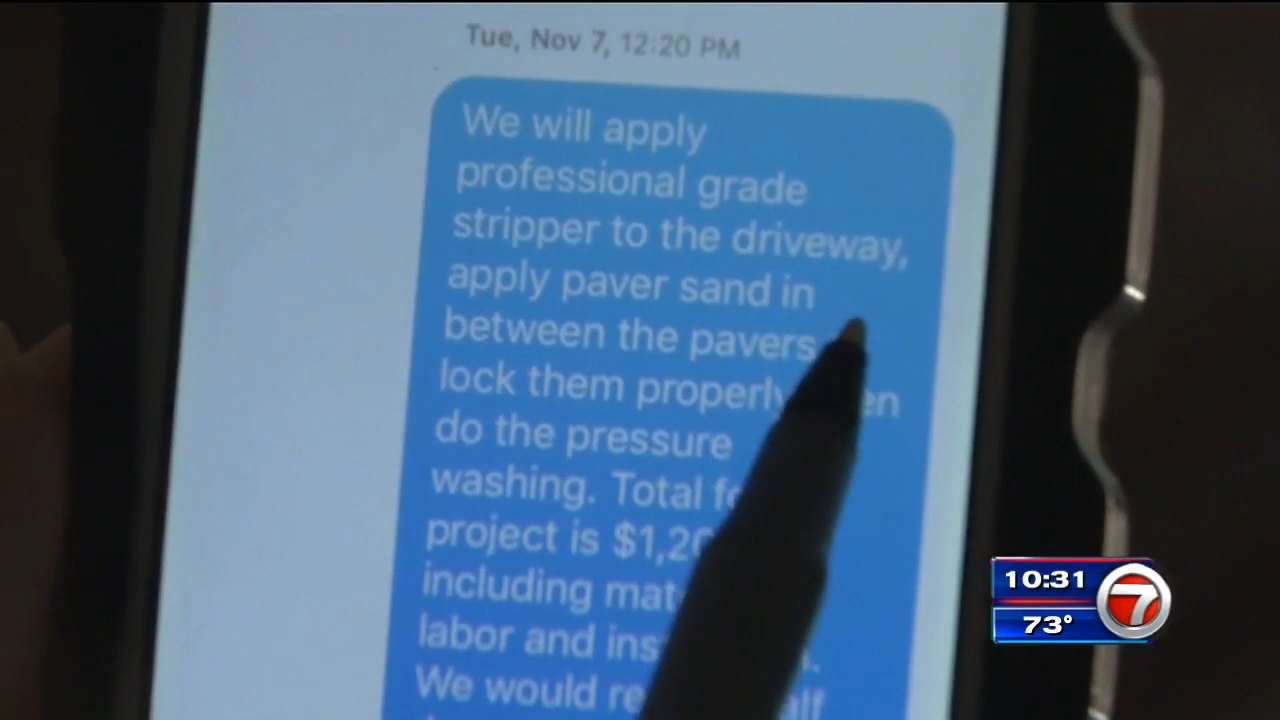 Tue, Nov 7, 12:20 PM
We will apply
professional grade
stripper to the driveway,
apply paver sand in
between the pavers
lock them properly
do the pressure
washing. Total
project is
including
labor and
We would
10:31
73°
7